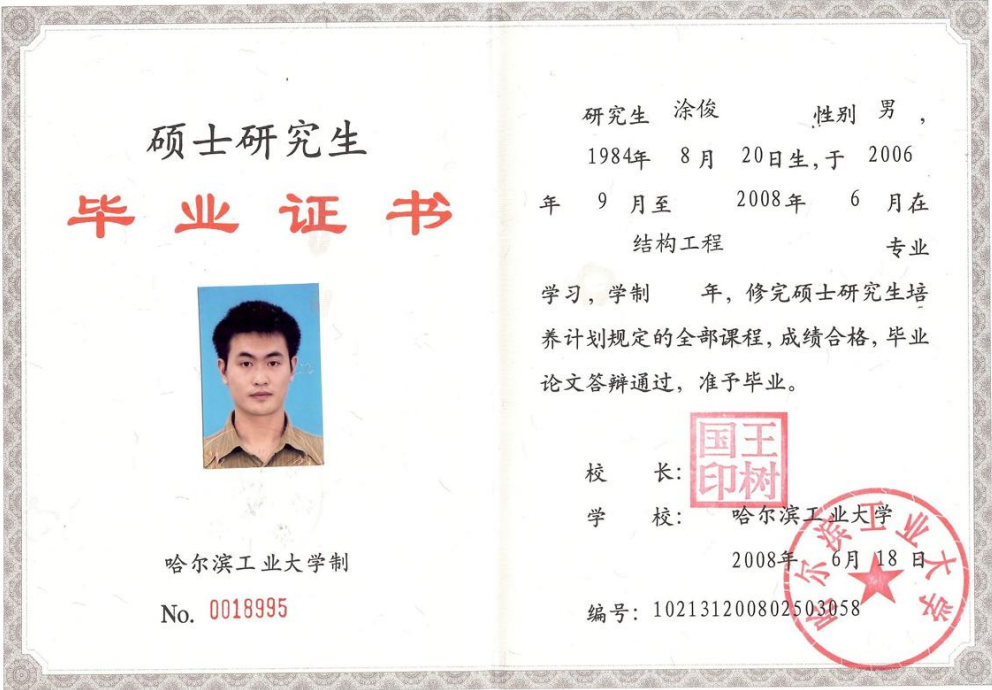 硕士研究生
毕业证书
哈尔滨工业大学制
No. 0018995
研究生 涂俊 性别 男，
1984年 8月 20日生，于 2006
年 9 月至 2008年 6 月在
结构工程 专业
学习，学制 年，修完硕士研究生培
养计划规定的全部课程，成绩合格，毕业
论文答辩通过，准予毕业。
校 长：
国王
印树
学 校： 哈尔滨工业大学
2008年 6月 18日
编号：102131200802503058
哈尔滨工业大学